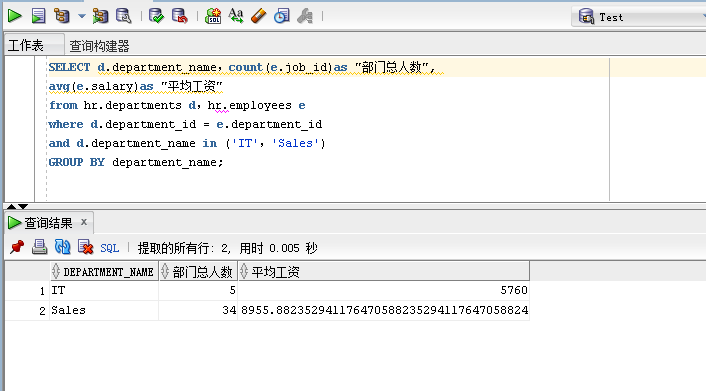 Test
工作表 查询构建器
SELECT d.department_name，count(e.job_id)as "部门总人数",
avg(e.salary)as "平均工资"
from hr.departments d，hr.employees e
where d.department_id = e.department_id
and d.department_name in ('IT'，'Sales')
GROUP BY department_name;
查询结果 x
SQL | 提取的所有行: 2, 用时 0.005 秒
DEPARTMENT_NAME 部门总人数 平均工资
1 IT 5 5760
2 Sales 34 8955.88235294117647058823529411764705​8824